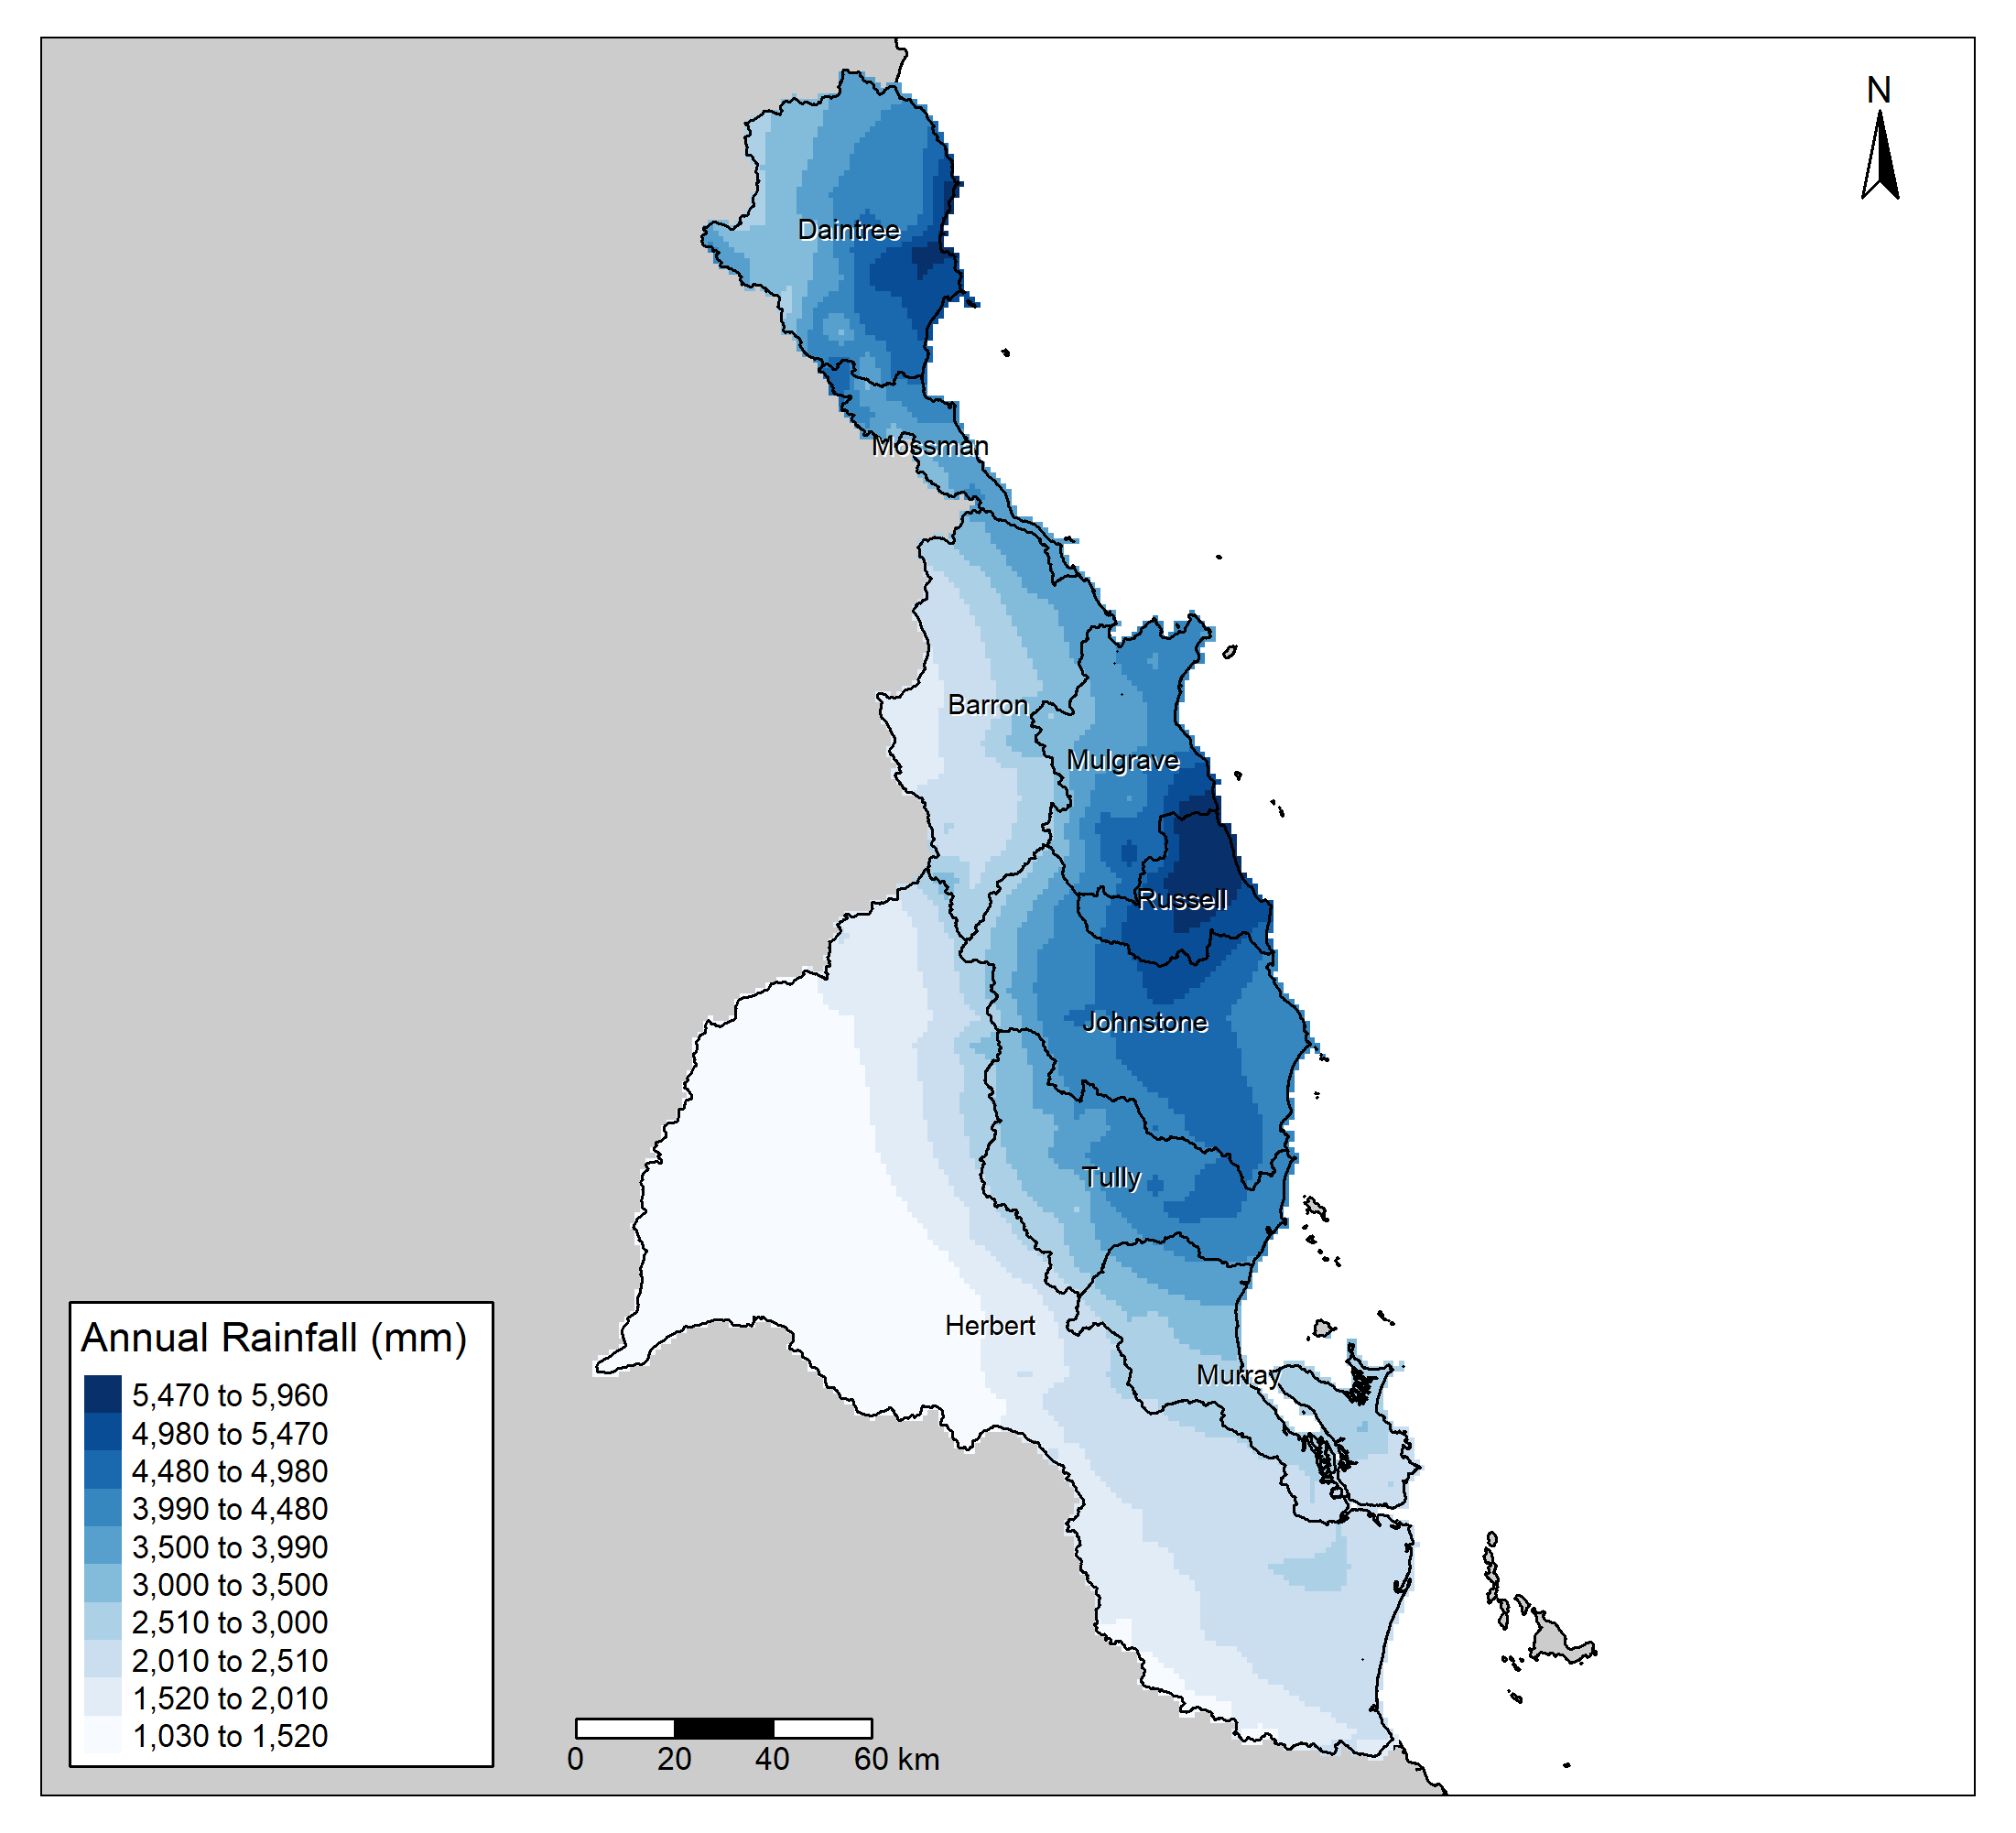 N
Daintree
Mossman
Barron
Mulgrave
Russell
Johnstone
Tully
Herbert
Murray
Annual Rainfall (mm)
5,470 to 5,960
4,980 to 5,470
4,480 to 4,980
3,990 to 4,480
3,500 to 3,990
3,000 to 3,500
2,510 to 3,000
2,010 to 2,510
1,520 to 2,010
1,030 to 1,520
0 20 40 60 km